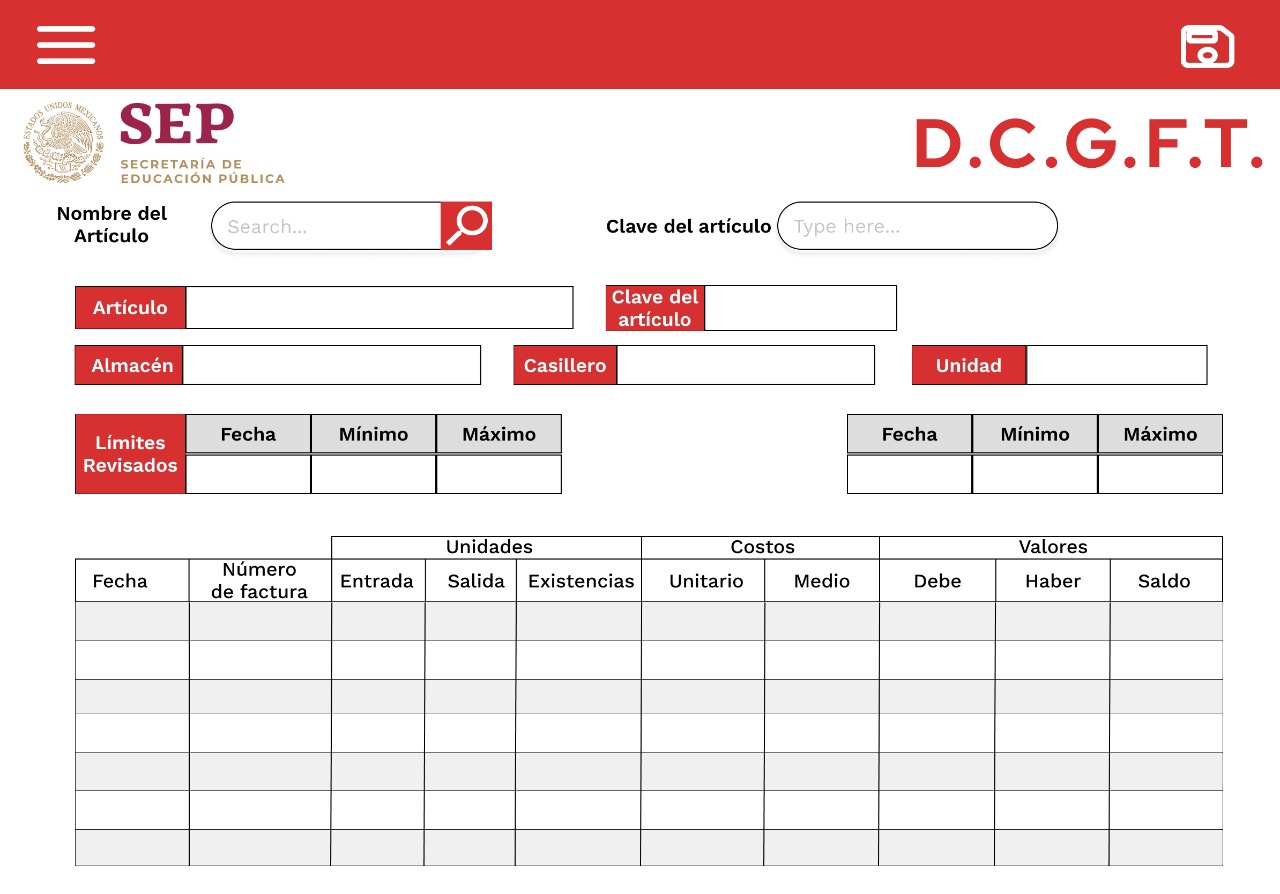 ESTADOS UNIDOS MEXICANOS
SEP
SECRETARÍA DE
EDUCACIÓN PÚBLICA
D.C.G.F.T.
Nombre del
Artículo
Search...
Clave del artículo
Type here...
Artículo
Clave del
artículo
Almacén
Casillero
Unidad
Límites
Revisados
Fecha
Mínimo
Máximo
Fecha
Mínimo
Máximo
Unidades
Costos
Valores
Fecha
Número
de factura
Entrada
Salida
Existencias
Unitario
Medio
Debe
Haber
Saldo